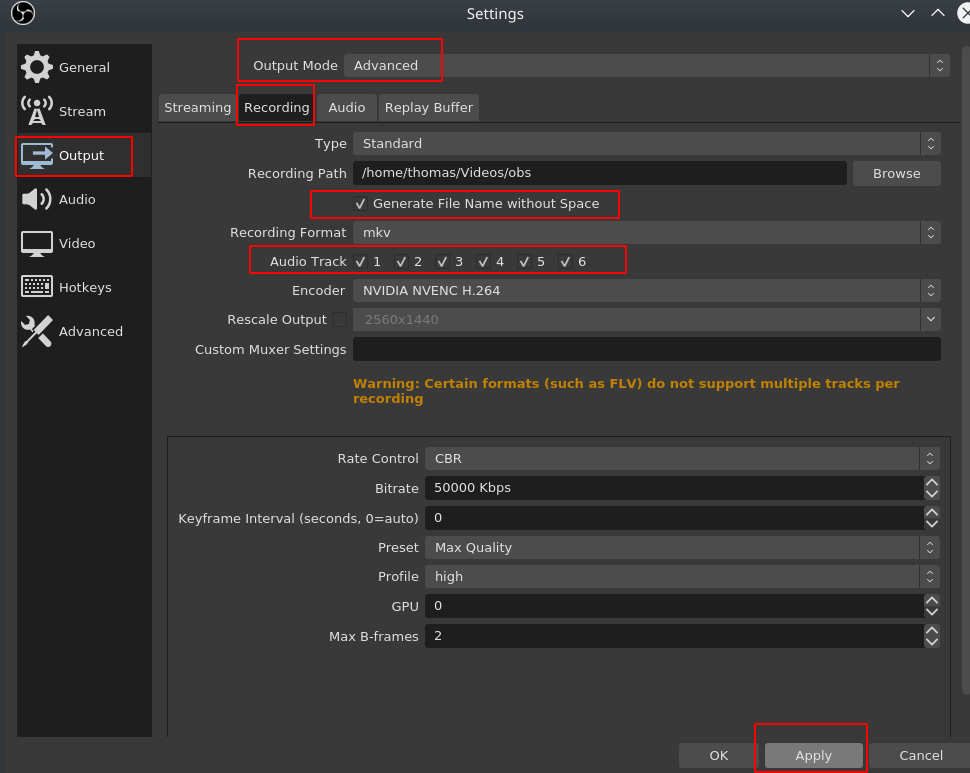 Settings
General
Stream
Output
Audio
Video
Hotkeys
Advanced
Output Mode Advanced
Streaming Recording Audio Replay Buffer
Type Standard
Recording Path /home/thomas/Videos/obs Browse
Generate File Name without Space
Recording Format mkv
Audio Track 1 2 3 4 5 6
Encoder NVIDIA NVENC H.264
Rescale Output 2560x1440
Custom Muxer Settings
Warning: Certain formats (such as FLV) do not support multiple tracks per
recording
Rate Control CBR
Bitrate 50000 Kbps
Keyframe Interval (seconds, 0=auto) 0
Preset Max Quality
Profile high
GPU 0
Max B-frames 2
OK Apply Cancel